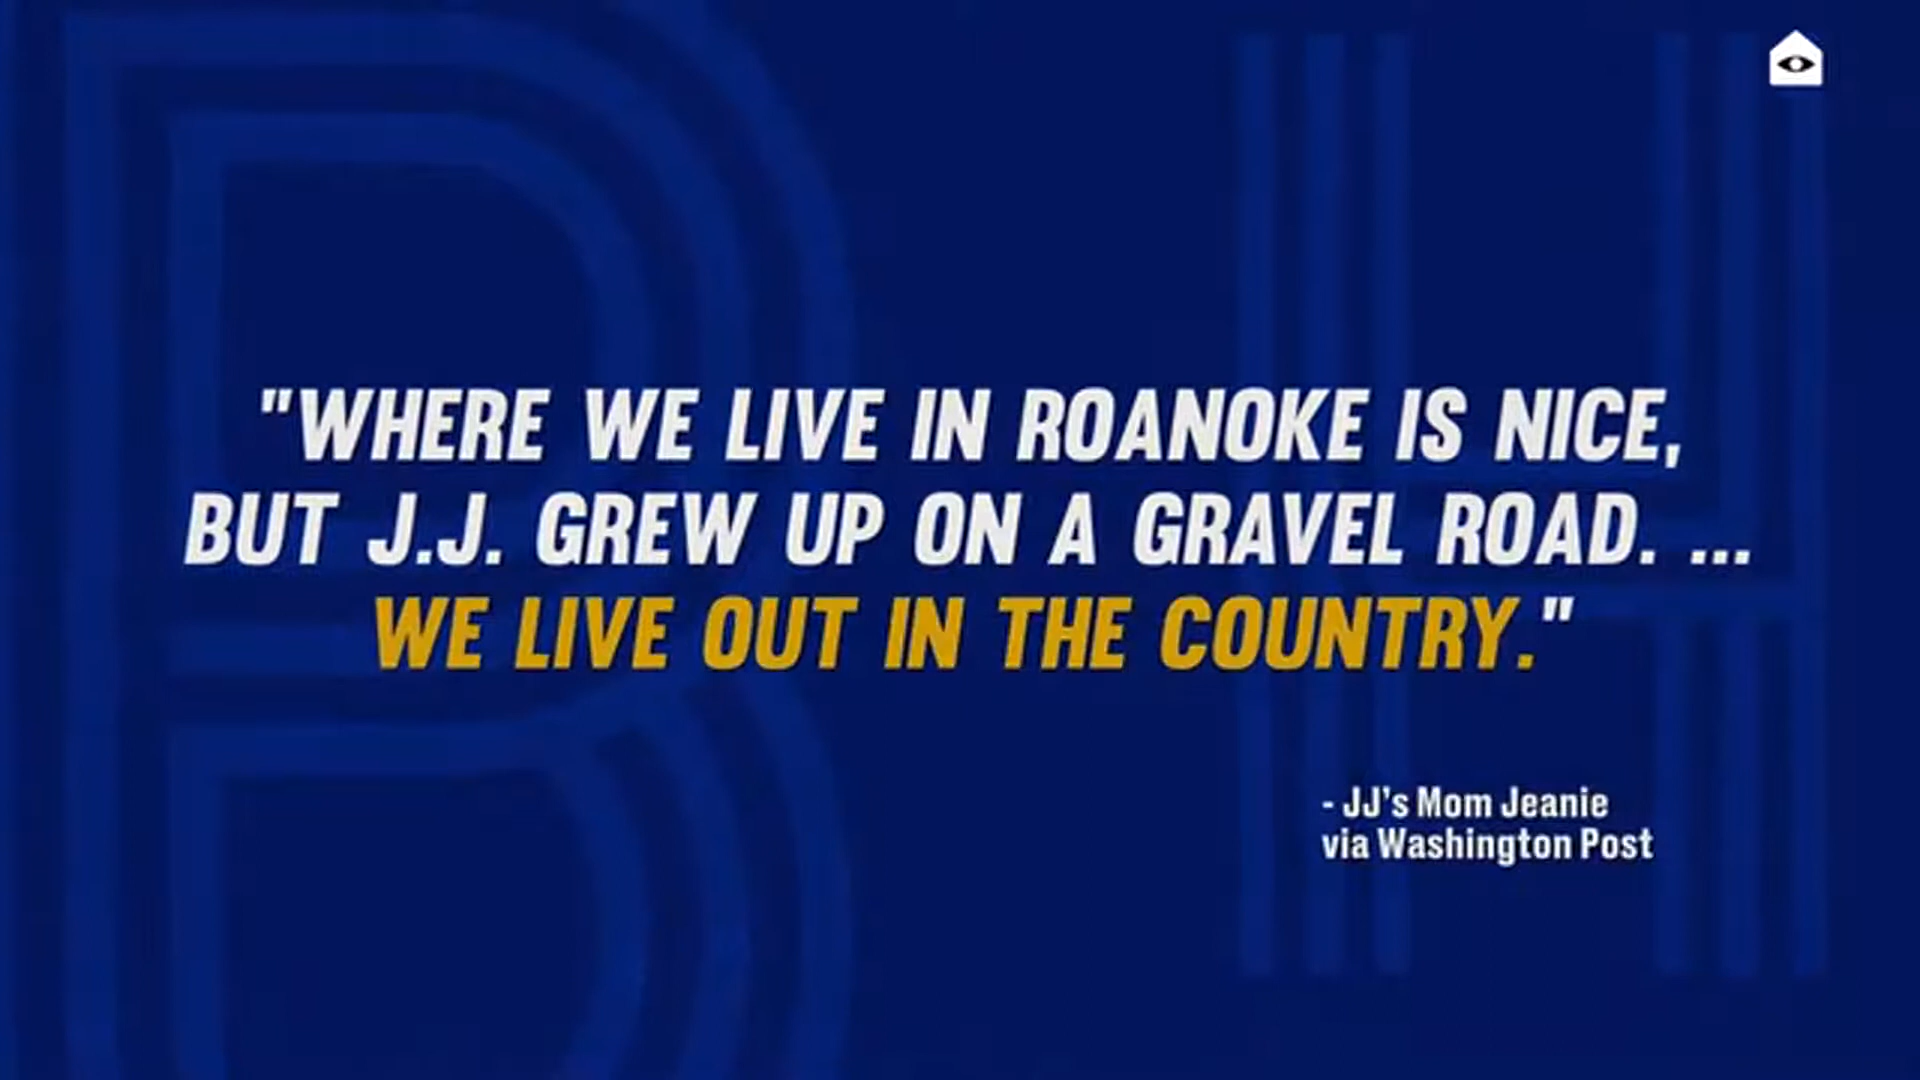 "WHERE WE LIVE IN ROANOKE IS NICE,
BUT J.J. GREW UP ON A GRAVEL ROAD. ...
WE LIVE OUT IN THE COUNTRY."
- JJ's Mom Jeanie
via Washington Post